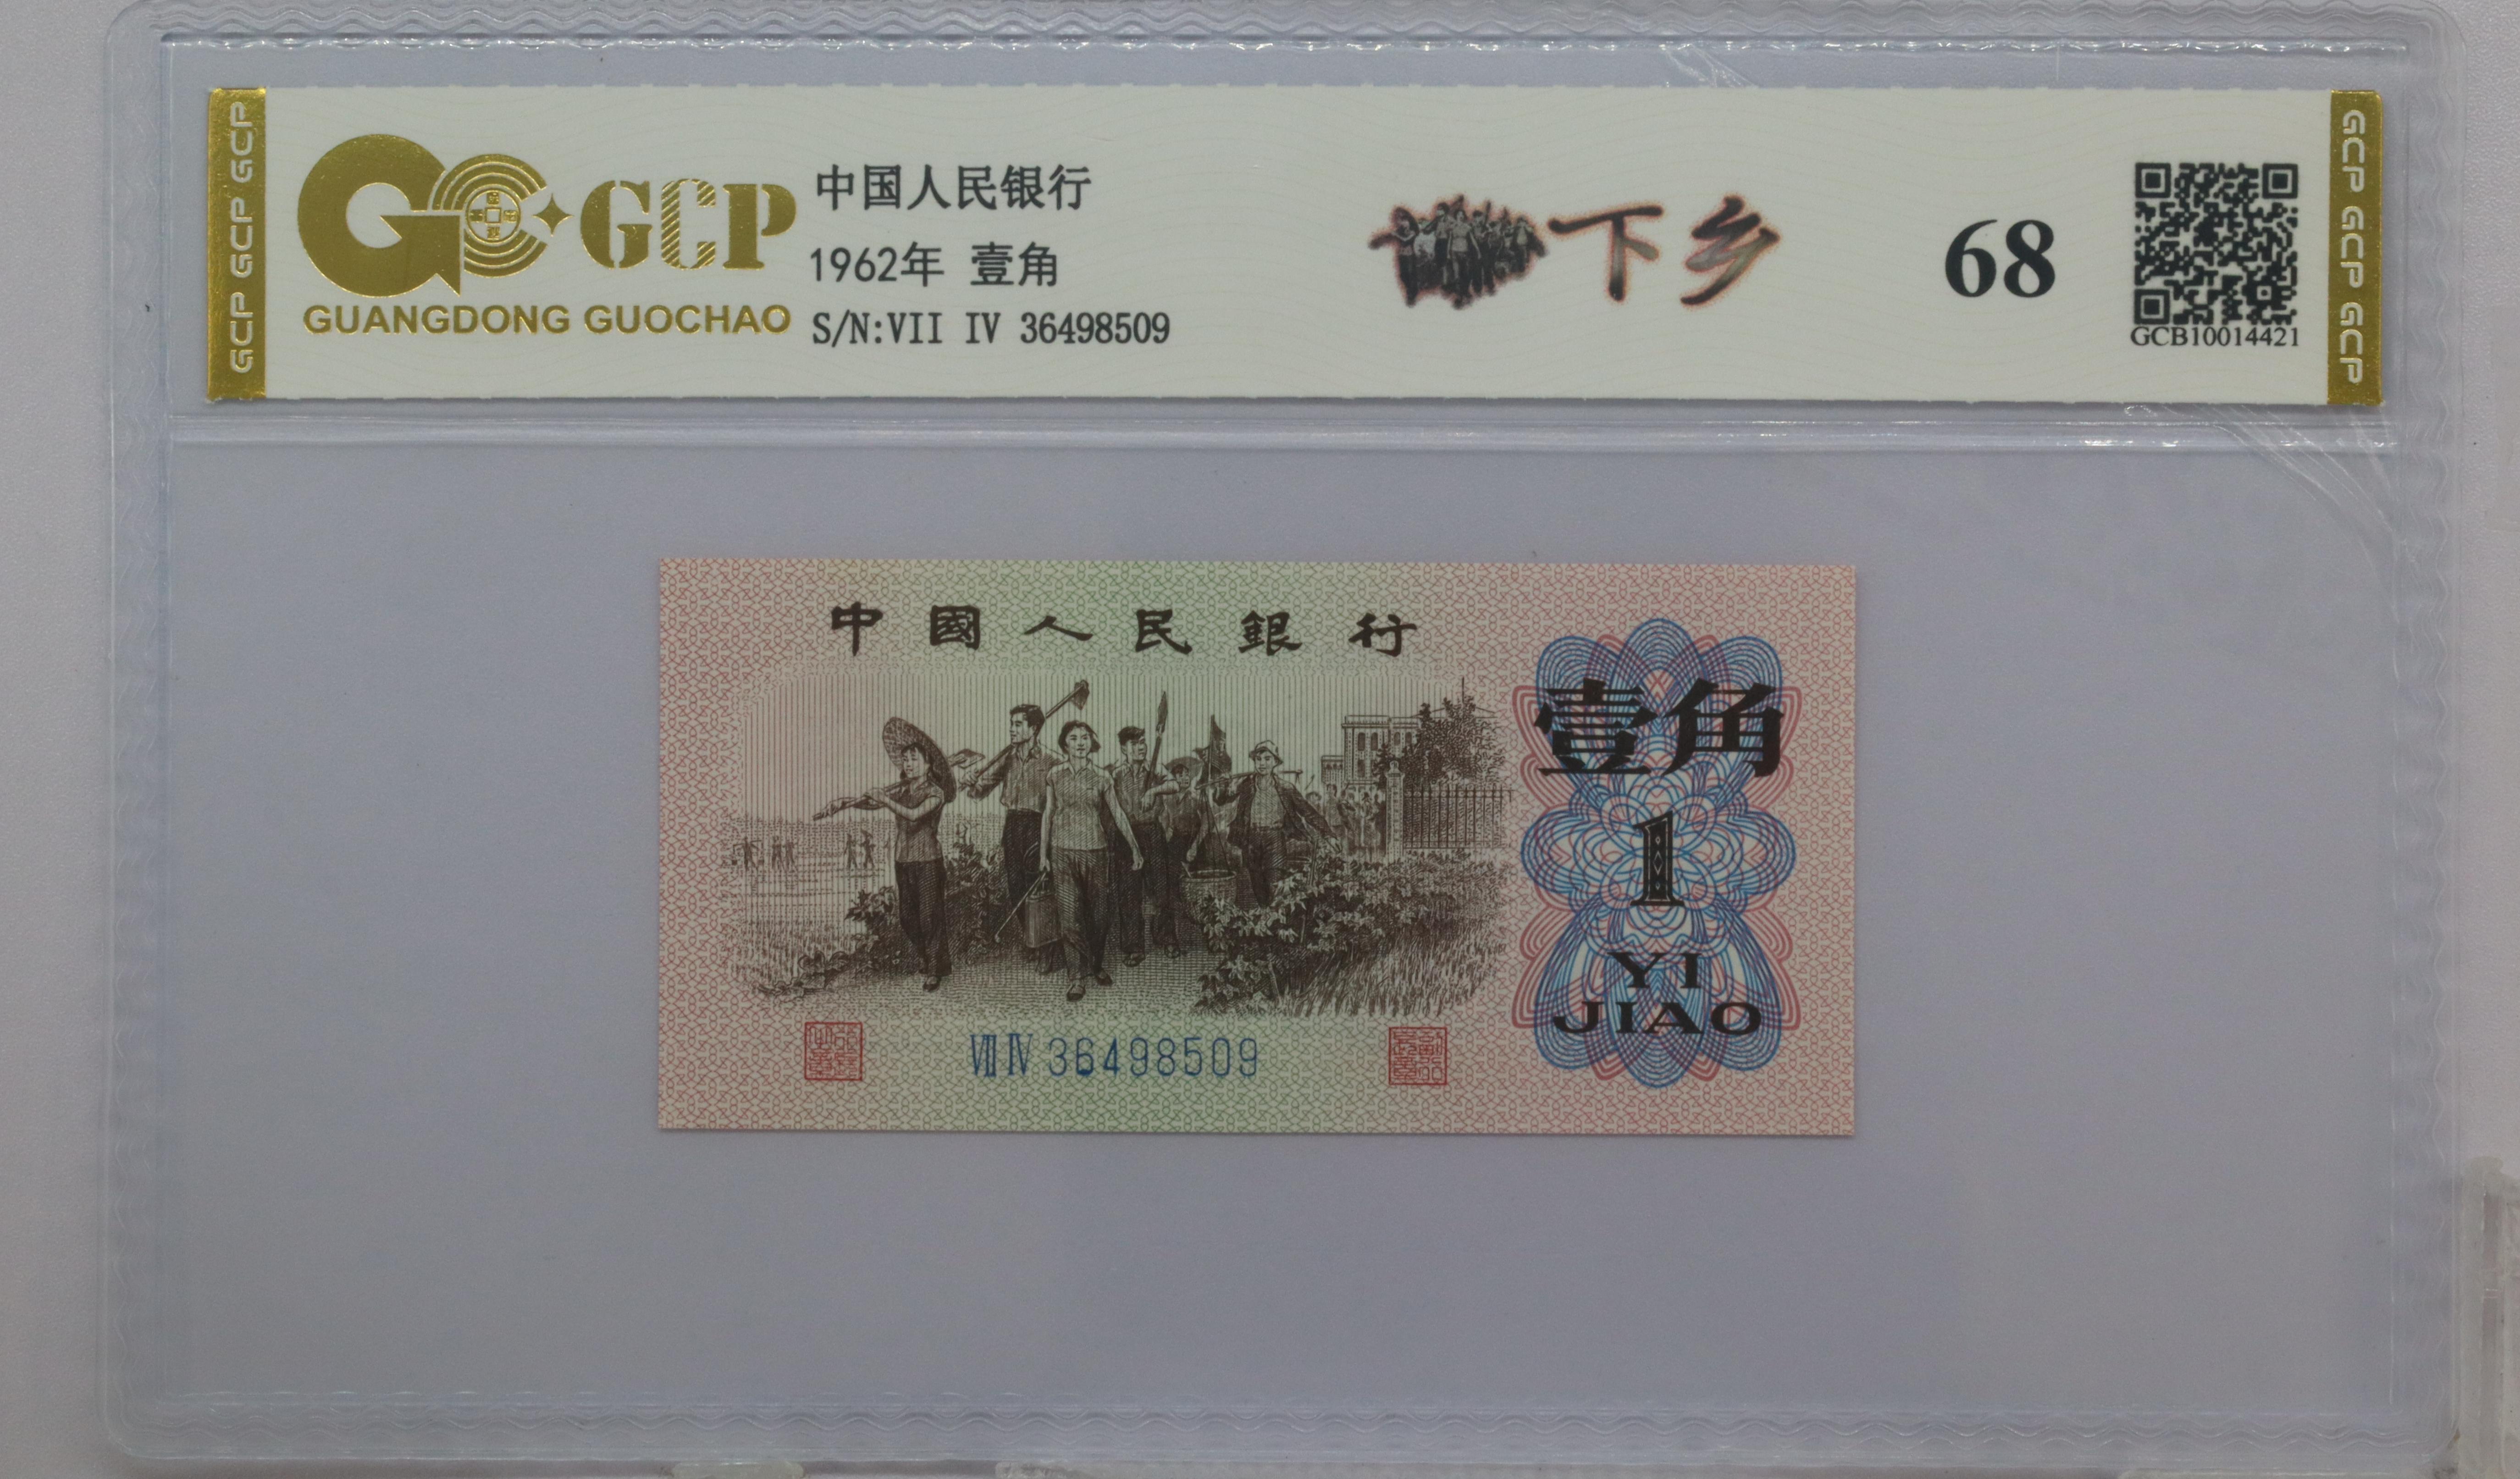 GCP GCP GCP
GCP
GUANGDONG GUOCHAO
中国人民银行
1962年 壹角
S/N:VII IV 36498509
下乡
68
GCB10014421
GCP GCP GCP
中國人民銀行
壹角
1
YI
JIAO
VII IV 36498509